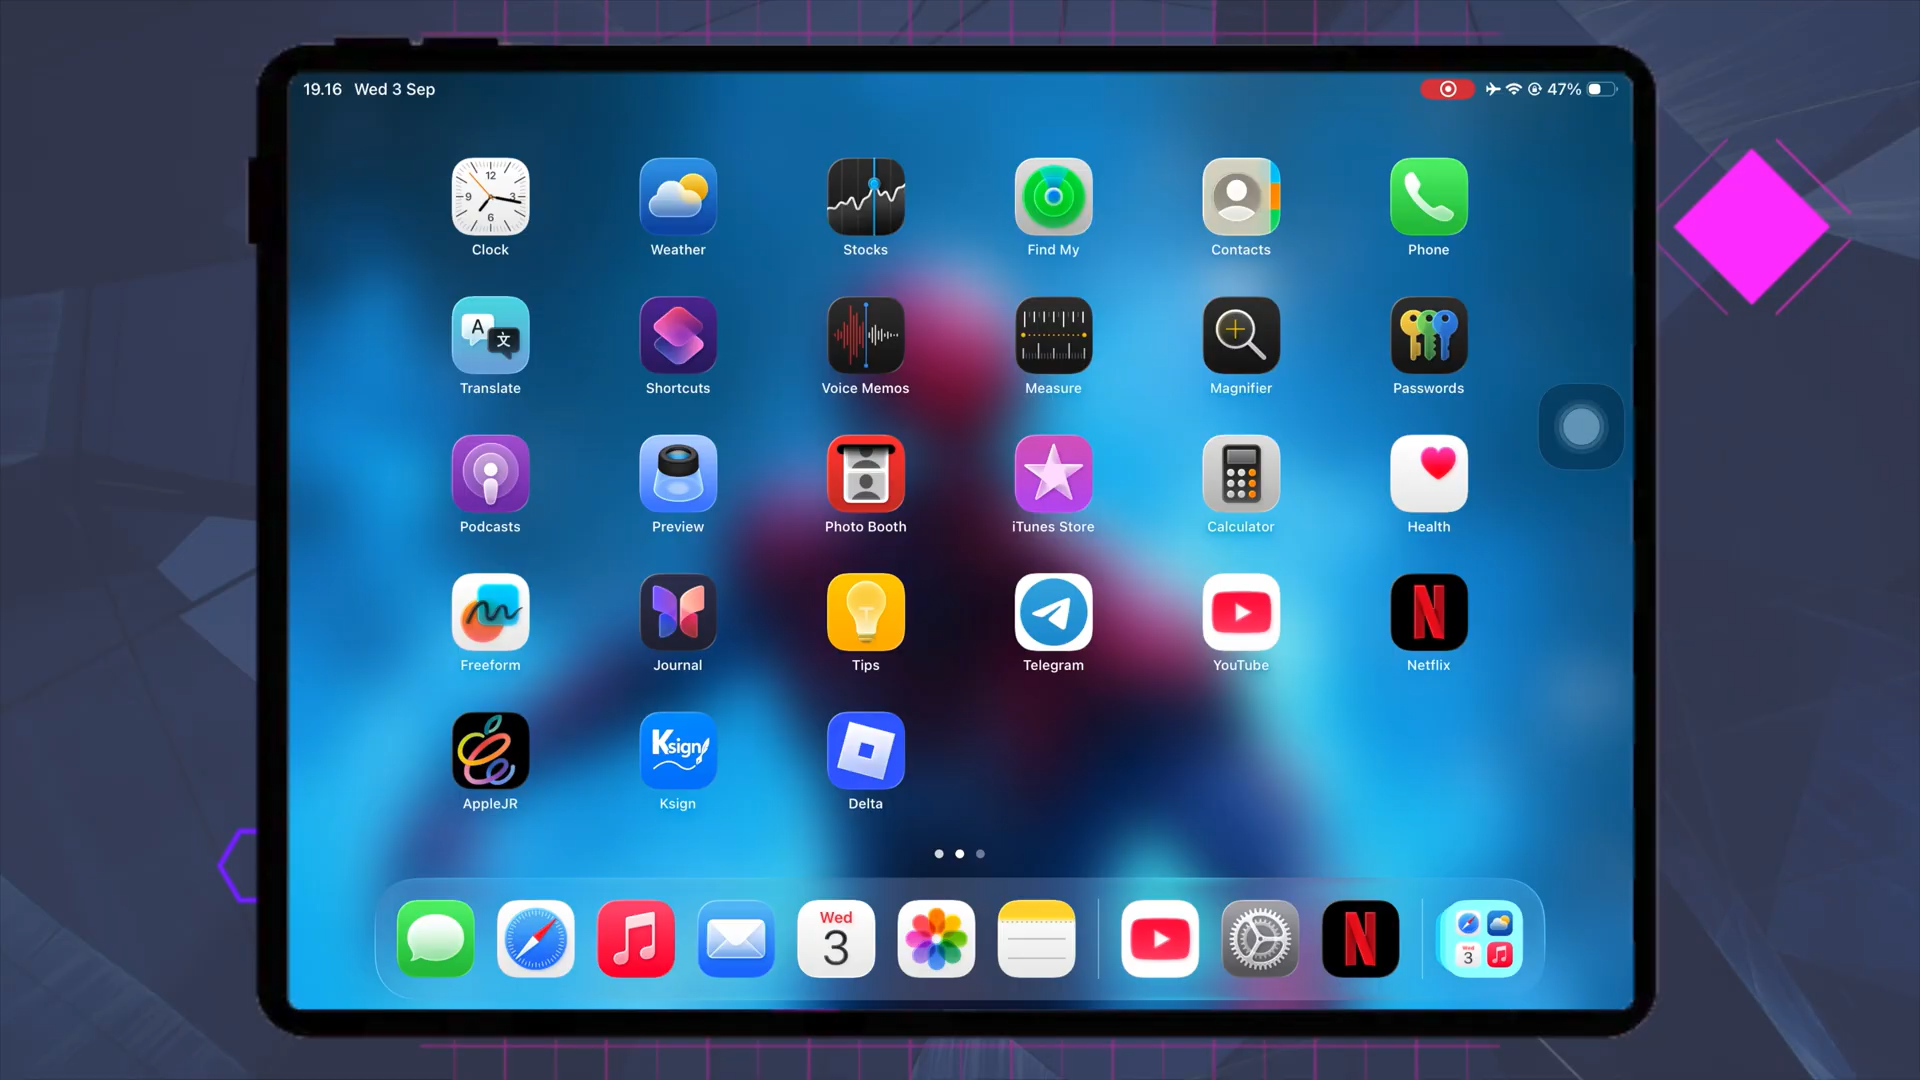 19.16 Wed 3 Sep
47%
12
9 3
6
Clock
Weather
Stocks
Find My
Contacts
Phone
A
文
Translate
Shortcuts
Voice Memos
Measure
Magnifier
Passwords
Podcasts
Preview
Photo Booth
iTunes Store
Calculator
Health
Freeform
Journal
Tips
Telegram
YouTube
N
Netflix
AppleJR
Ksign
Ksign
Delta
Wed
3
N
Wed
3